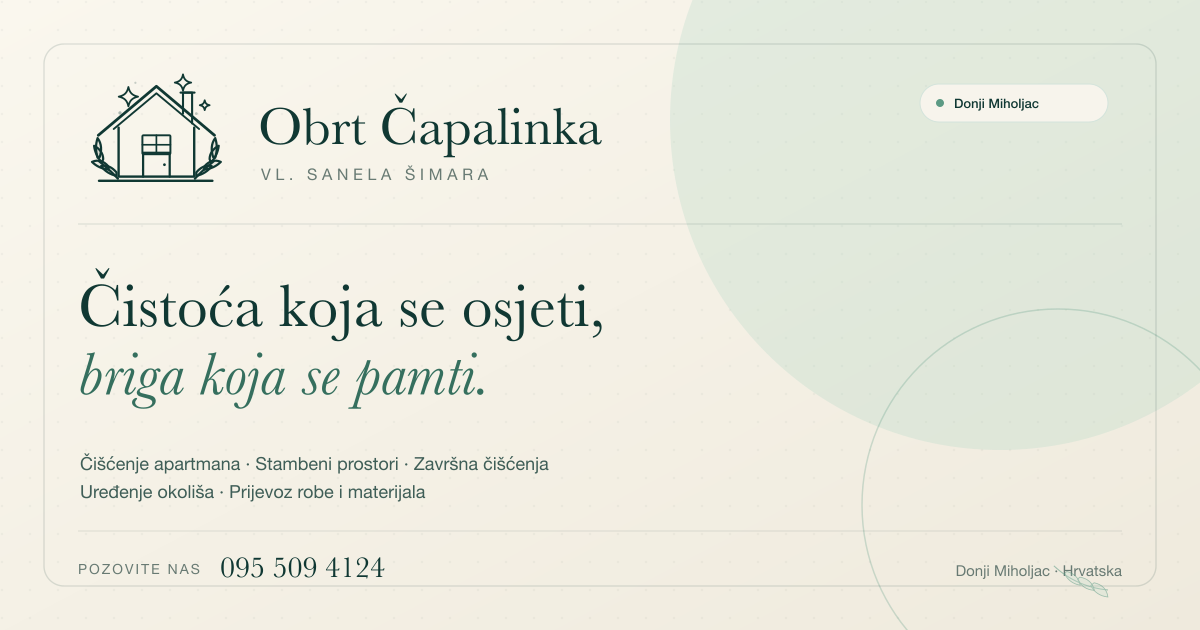 Obrt Čapalinka
VL. SANELA ŠIMARA
Donji Miholjac
Čistoća koja se osjeti,
briga koja se pamti.
Čišćenje apartmana · Stambeni prostori · Završna čišćenja
Uređenje okoliša · Prijevoz robe i materijala
POZOVITE NAS 095 509 4124
Donji Miholjac · Hrvatska